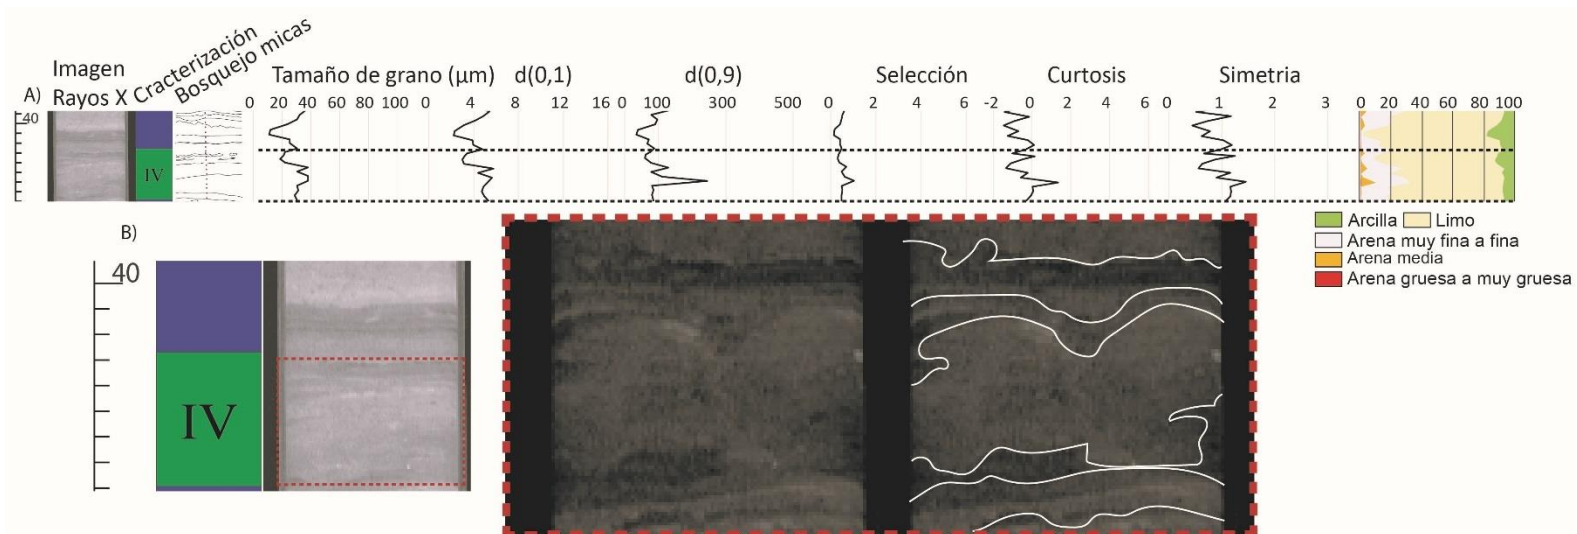 Imagen
Rayos X
Cracterización
Bosquejo micas
Tamaño de grano (µm) d(0,1) d(0,9) Selección Curtosis Simetria
A)
0 20 40 60 80 100 0 4 8 12 16 0 100 300 500 0 2 4 6 -2 0 2 4 6 0 1 2 3 0 20 40 60 80 100
40
IV
B)
40
IV
Arcilla Limo
Arena muy fina a fina
Arena media
Arena gruesa a muy gruesa